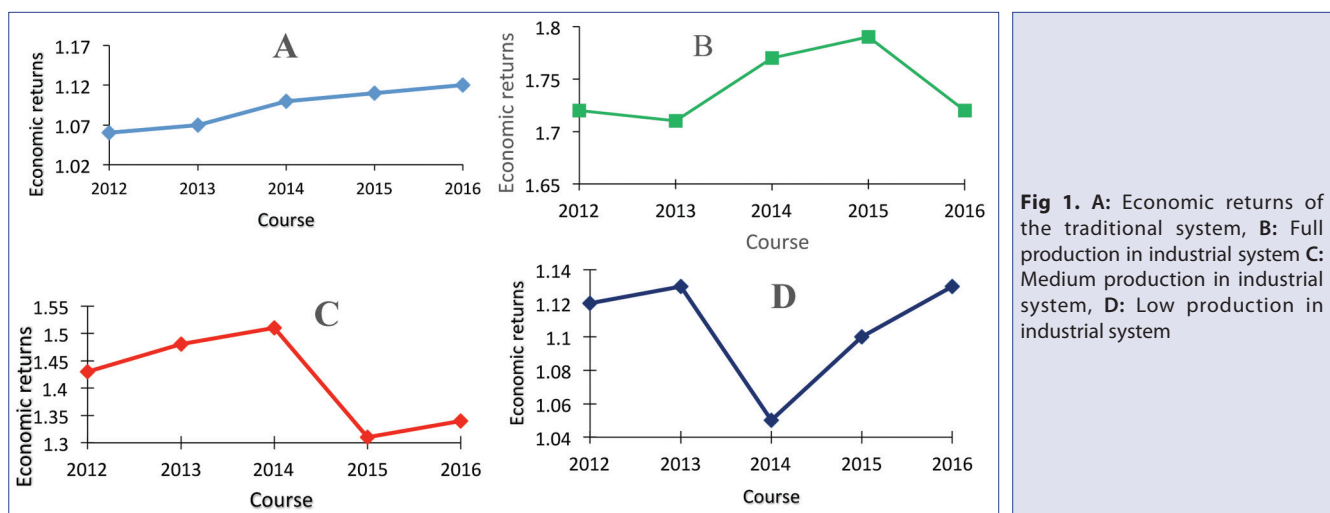 A
Economic returns
1.17
1.12
1.07
1.02
2012 2013 2014 2015 2016
Course
B
Economic returns
1.8
1.75
1.7
1.65
2012 2013 2014 2015 2016
Course
C
Economic returns
1.55
1.5
1.45
1.4
1.35
1.3
2012 2013 2014 2015 2016
Course
D
Economic returns
1.14
1.12
1.1
1.08
1.06
1.04
2012 2013 2014 2015 2016
Course
Fig 1. A: Economic returns of
the traditional system, B: Full
production in industrial system C:
Medium production in industrial
system, D: Low production in
industrial system